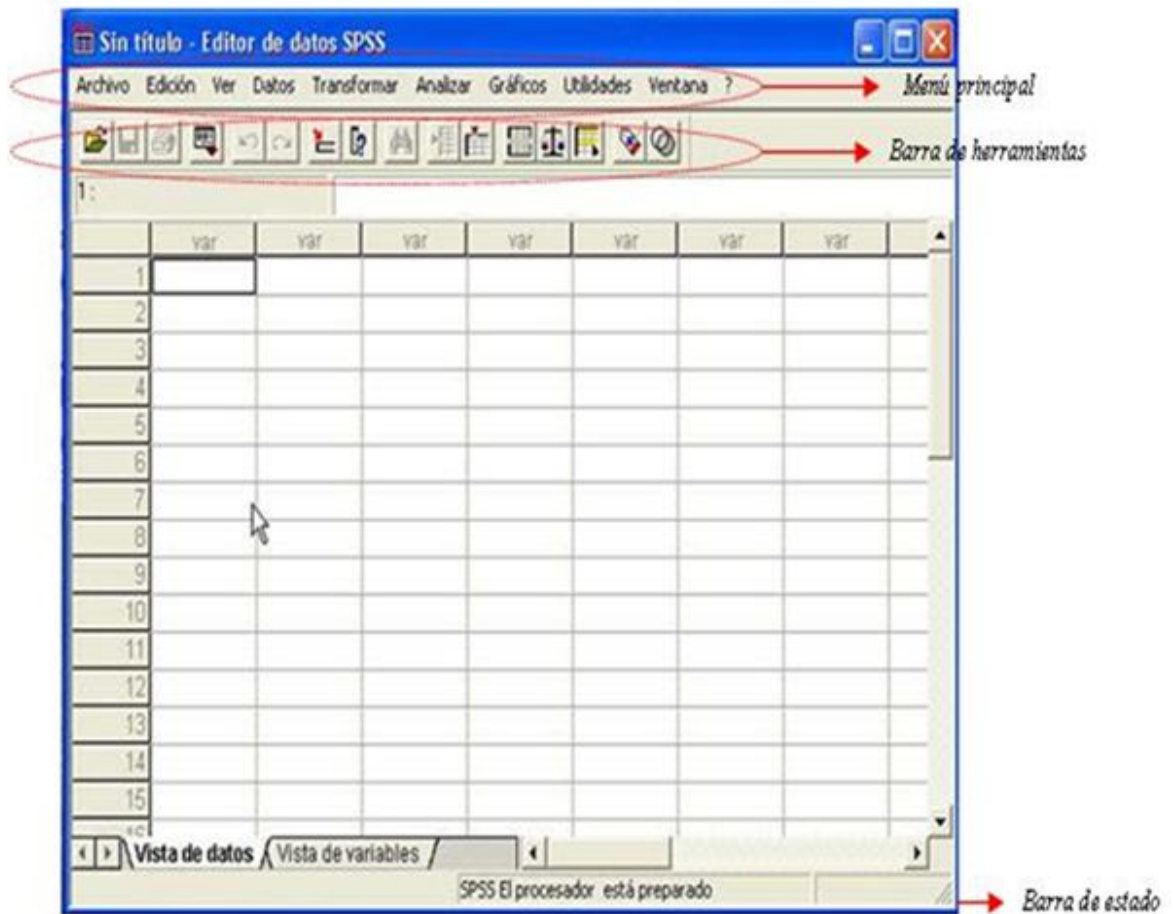 Sin título - Editor de datos SPSS
Archivo Edición Ver Datos Transformar Analizar Gráficos Utilidades Ventana ?
Menú principal
Barra de herramientas
1:
var var var var var var var
1
2
3
4
5
6
7
8
9
10
11
12
13
14
15
16
Vista de datos Vista de variables
SPSS El procesador está preparado
Barra de estado